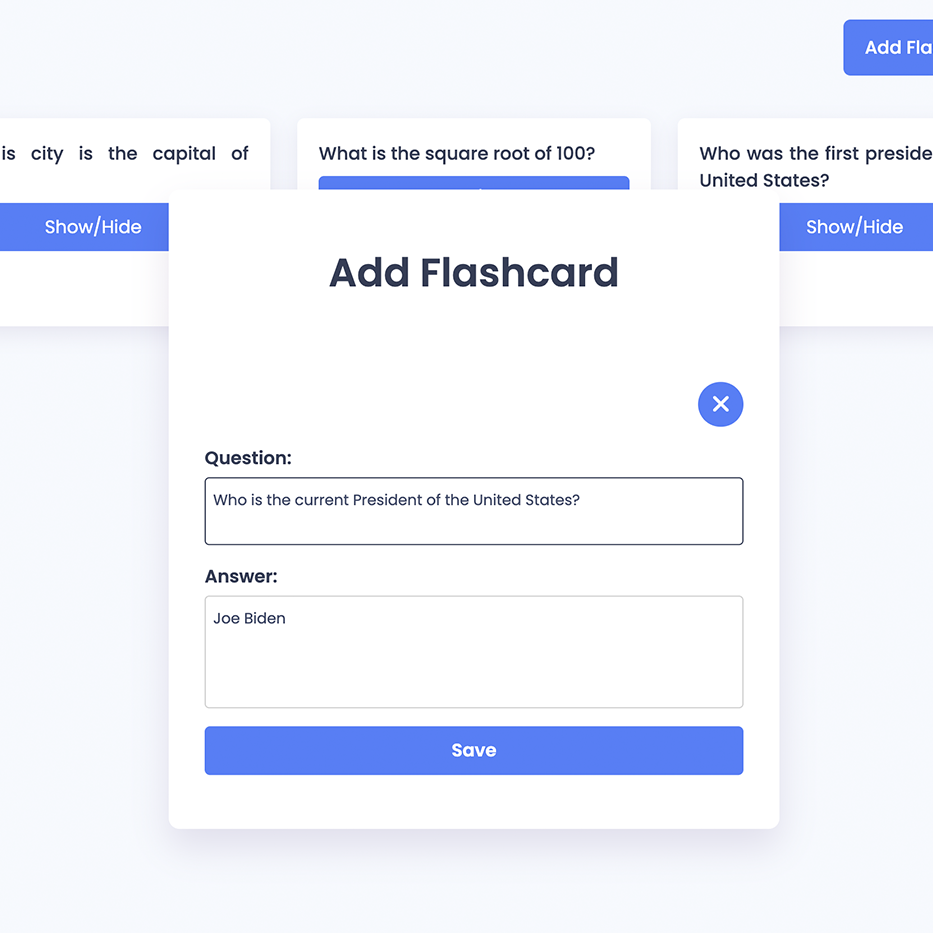 Add Fla
is city is the capital of
What is the square root of 100?
Who was the first preside
United States?
Show/Hide
Show/Hide
Add Flashcard
Question:
Who is the current President of the United States?
Answer:
Joe Biden
Save